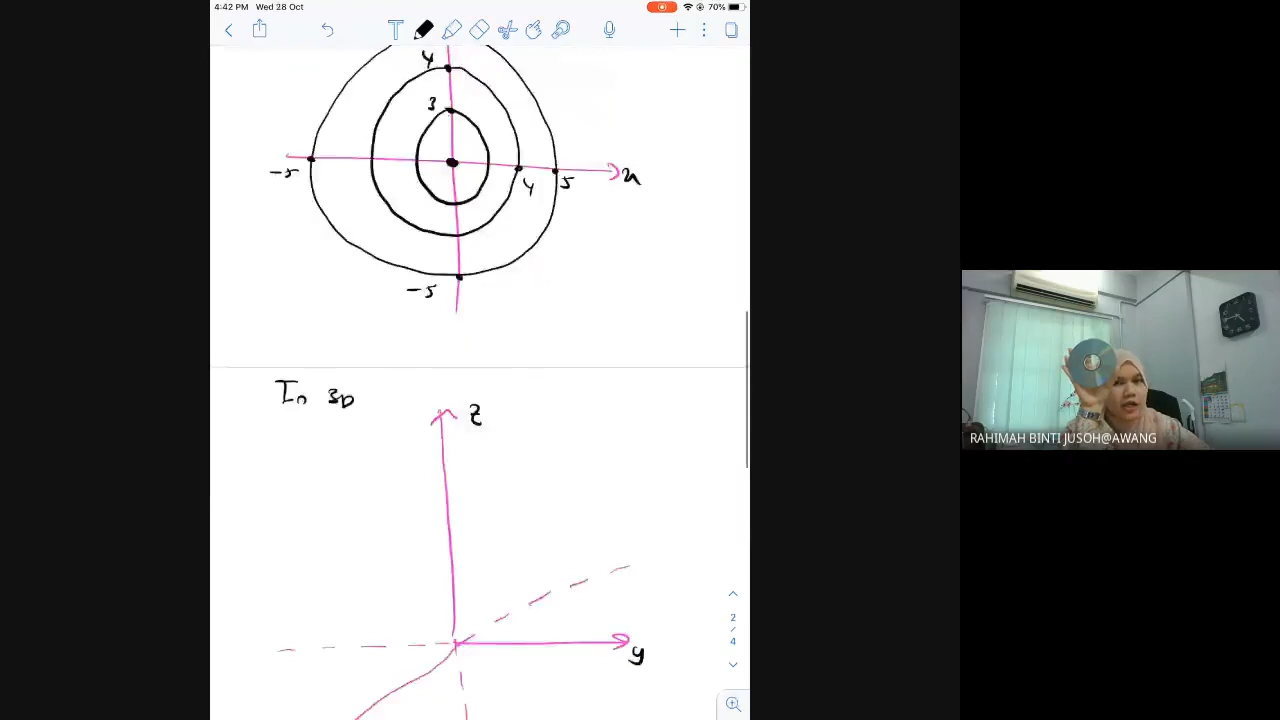 4:42 PM Wed 28 Oct
70%
T
4
3
-5
4
5
x
-5
In 3D
z
y
2
/
4
RAHIMAH BINTI JUSOH@AWANG